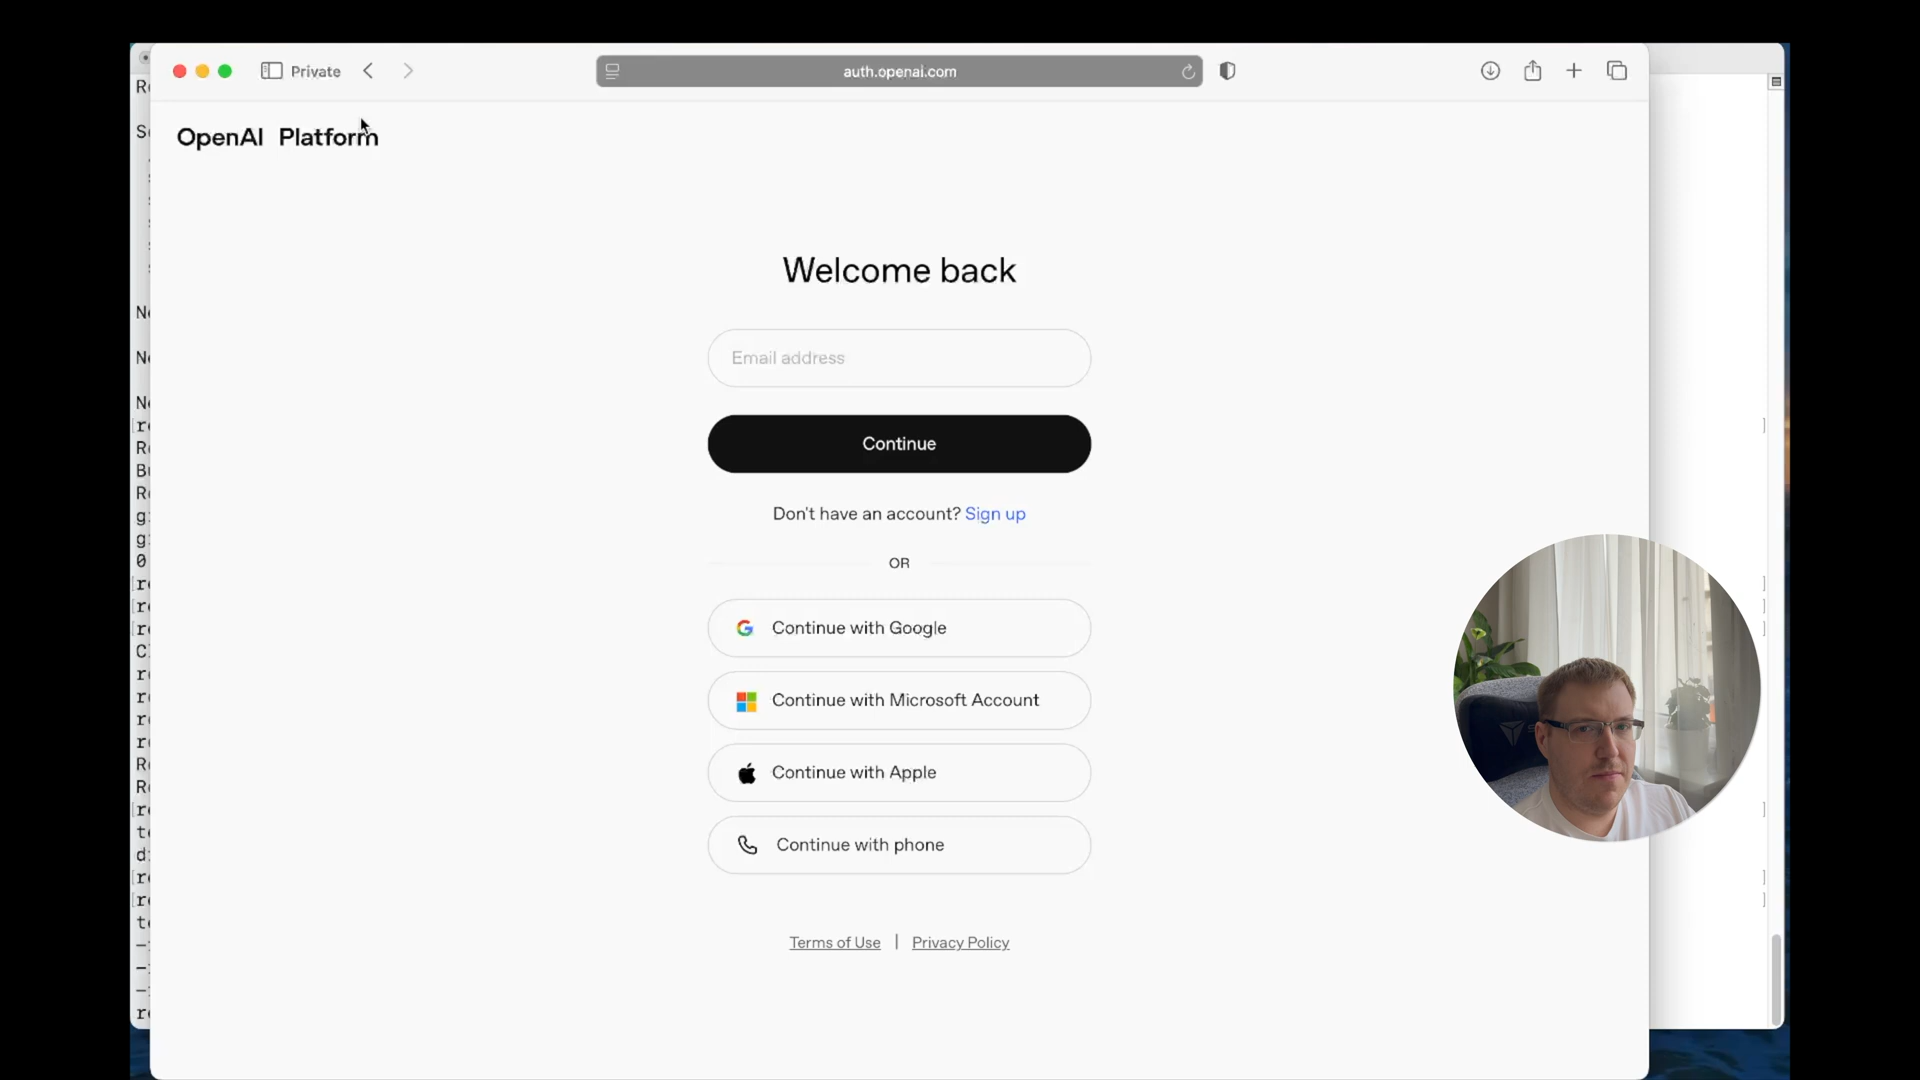 Private
auth.openai.com
OpenAI Platform
Welcome back
Email address
Continue
Don't have an account? Sign up
OR
Continue with Google
Continue with Microsoft Account
Continue with Apple
Continue with phone
Terms of Use | Privacy Policy